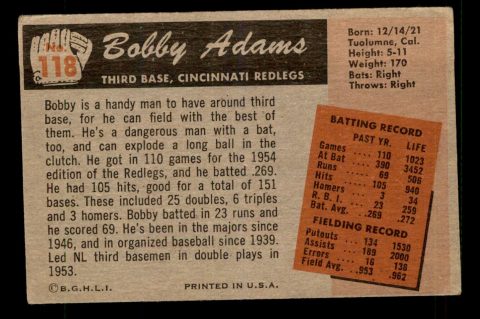 No.
118
Bobby Adams
THIRD BASE, CINCINNATI REDLEGS
Born: 12/14/21
Tuolumne, Cal.
Height: 5-11
Weight: 170
Bats: Right
Throws: Right
Bobby is a handy man to have around third
base, for he can field with the best of
them. He's a dangerous man with a bat,
too, and can explode a long ball in the
clutch. He got in 110 games for the 1954
edition of the Redlegs, and he batted .269.
He had 105 hits, good for a total of 151
bases. These included 25 doubles, 6 triples
and 3 homers. Bobby batted in 23 runs and
he scored 69. He's been in the majors since
1946, and in organized baseball since 1939.
Led NL third basemen in double plays in
1953.
©B.G.H.L.I. PRINTED IN U.S.A.
BATTING RECORD
PAST YR. LIFE
Games 110 1023
At Bat 390 3452
Runs 69 506
Hits 105 940
Homers 3 34
R. B. I. 23 259
Bat. Avg. .269 .272
FIELDING RECORD
Putouts 134 1530
Assists 189 2000
Errors 16 138
Field Avg. .953 .962